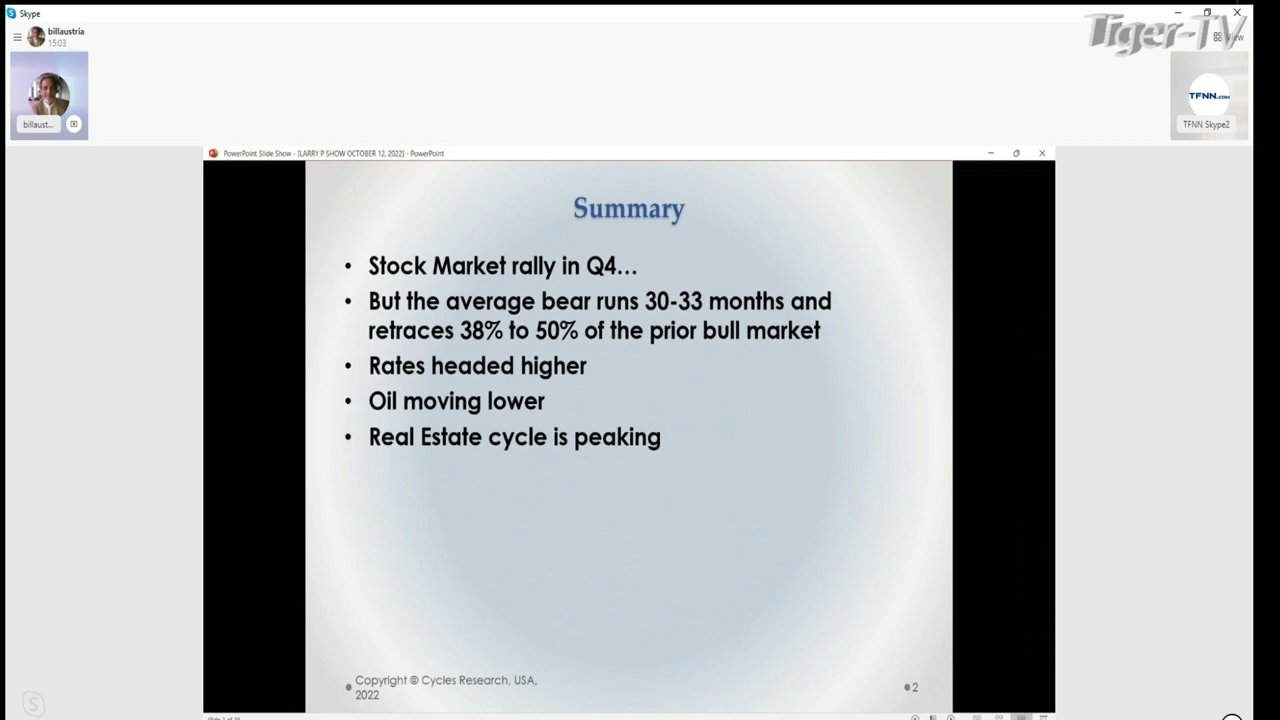 Skype
billaustria
15:03
Tiger-TV
View
billaust...
TFNN.COM
TFNN Skype2
PowerPoint Slide Show - [LARRY P SHOW OCTOBER 12, 2022] - PowerPoint
Summary
• Stock Market rally in Q4...
• But the average bear runs 30-33 months and
retraces 38% to 50% of the prior bull market
• Rates headed higher
• Oil moving lower
• Real Estate cycle is peaking
Copyright © Cycles Research, USA,
2022
2